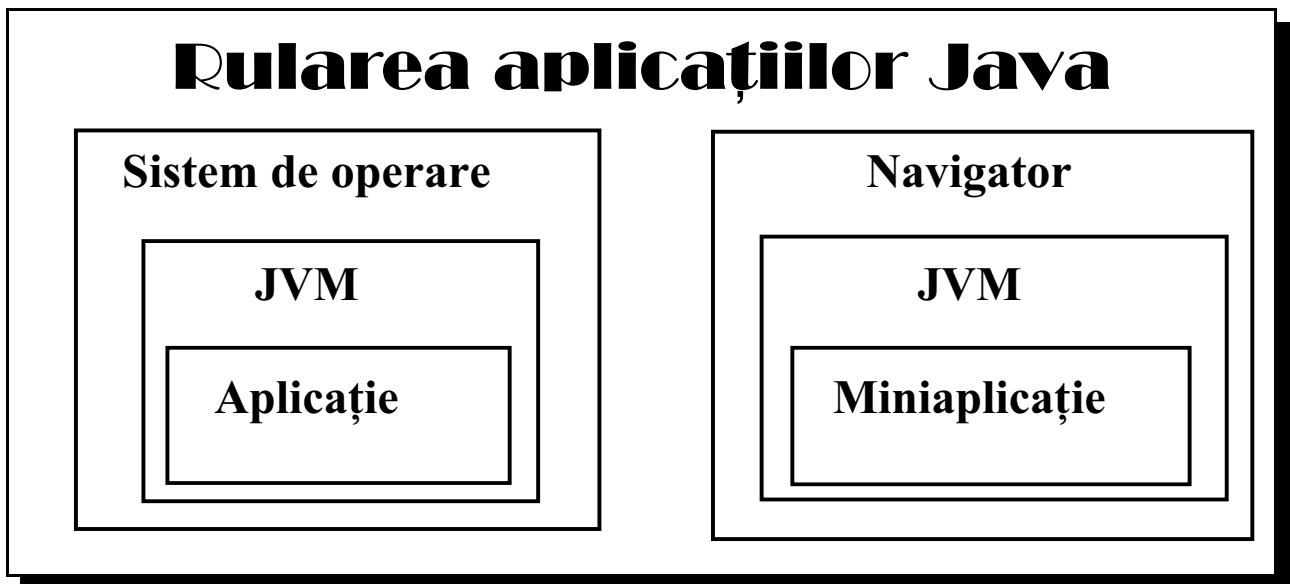 Rularea aplicațiilor Java
Sistem de operare
JVM
Aplicație
Navigator
JVM
Miniaplicație